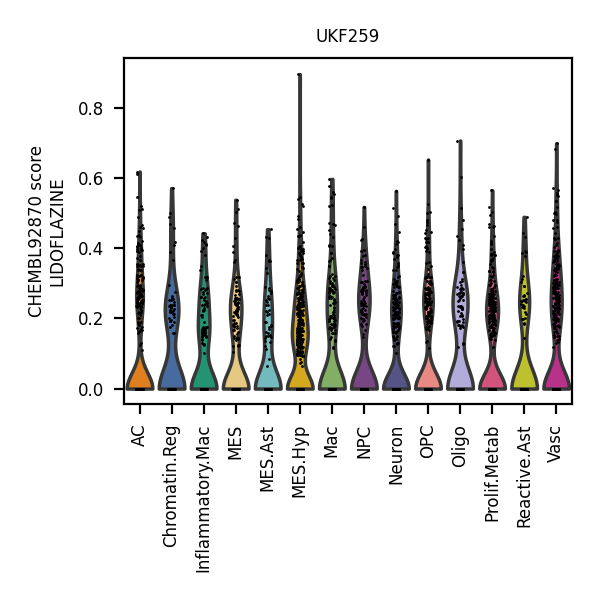 UKF259
CHEMBL92870 score
LIDOFLAZINE
0.8
0.6
0.4
0.2
0.0
AC
Chromatin.Reg
Inflammatory.Mac
MES
MES.Ast
MES.Hyp
Mac
NPC
Neuron
OPC
Oligo
Prolif.Metab
Reactive.Ast
Vasc